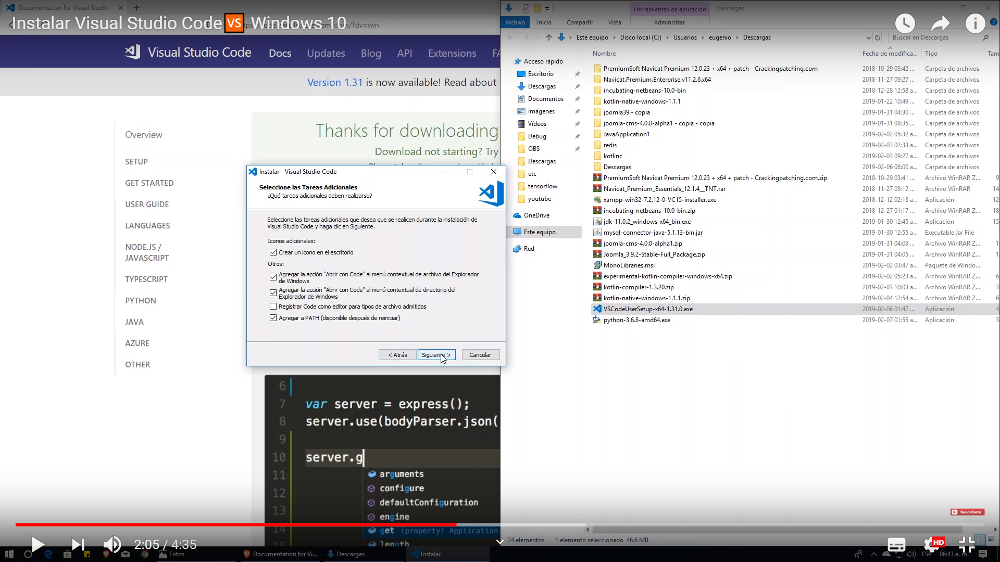 Documentation for Visual Studio C
Instalar Visual Studio Code VS Windows 10
/docs/?dv=win
Visual Studio Code
Docs
Updates
Blog
API
Extensions
FA
Version 1.31 is now available! Read about
Thanks for downloading
Download not starting? Try
Overview
SETUP
GET STARTED
USER GUIDE
LANGUAGES
NODE.JS /
JAVASCRIPT
TYPESCRIPT
PYTHON
JAVA
AZURE
OTHER
Instalar - Visual Studio Code
Seleccione las Tareas Adicionales
¿Qué tareas adicionales deben realizarse?
Seleccione las tareas adicionales que desea que se realicen durante la instalación de
Visual Studio Code y haga clic en Siguiente.
Iconos adicionales:
Crear un icono en el escritorio
Otros:
Agregar la acción "Abrir con Code" al menú contextual de archivo del Explorador
de Windows
Agregar la acción "Abrir con Code" al menú contextual de directorio del
Explorador de Windows
Registrar Code como editor para tipos de archivo admitidos
Agregar a PATH (disponible después de reiniciar)
< Atrás
Siguiente >
Cancelar
6
7 var server = express();
8 server.use(bodyParser.json(
9
10 server.g
11 arguments
12 configure
defaultConfiguration
13 engine
14 get (property) Application.
15 length
Herramientas de aplicación
Descargas
Archivo
Inicio
Compartir
Vista
Administrar
Este equipo > Disco local (C:) > Usuarios > eugenio > Descargas
Buscar en Descargas
Acceso rápido
Escritorio
Descargas
Documentos
Imágenes
Vídeos
Debug
OBS
Descargas
etc
tensorflow
youtube
OneDrive
Este equipo
Red
Nombre Fecha de modifica... Tipo Tam
PremiumSoft Navicat Premium 12.0.23 + x64 + patch - Crackingpatching.com 2018-10-29 03:42 ... Carpeta de archivos
Navicat.Premium.Enterprise.v11.2.6.x64 2018-11-27 09:27 ... Carpeta de archivos
incubating-netbeans-10.0-bin 2018-12-28 12:58 a... Carpeta de archivos
kotlin-native-windows-1.1.1 2019-01-22 10:49 ... Carpeta de archivos
joomla39 - copia 2019-01-31 04:30 ... Carpeta de archivos
joomla-cms-4.0.0-alpha1 - copia - copia 2019-01-31 08:35 ... Carpeta de archivos
JavaApplication1 2019-02-02 05:32 a... Carpeta de archivos
redis 2019-02-03 02:33 a... Carpeta de archivos
kotlinc 2019-02-03 09:27 a... Carpeta de archivos
Descargas 2019-02-06 08:00 a... Carpeta de archivos
PremiumSoft Navicat Premium 12.0.23 + x64 + patch - Crackingpatching.com.zip 2018-10-29 03:41 ... Archivo WinRAR Z... 9
Navicat_Premium_Essentials_12.1.4__TNT.rar 2018-11-27 09:12 ... Archivo WinRAR 14
xampp-win32-7.2.12-0-VC15-installer.exe 2018-12-12 02:13 a... Aplicación 12
incubating-netbeans-10.0-bin.zip 2018-12-27 01:17 ... Archivo WinRAR Z... 18
jdk-11.0.2_windows-x64_bin.exe 2019-01-30 12:45 a... Aplicación 15
mysql-connector-java-5.1.13-bin.jar 2019-01-30 12:55 a... Executable Jar File
joomla-cms-4.0.0-alpha1.zip 2019-01-31 04:03 ... Archivo WinRAR Z... 1
Joomla_3.9.2-Stable-Full_Package.zip 2019-01-31 04:05 ... Archivo WinRAR Z... 1
MonoLibraries.msi 2019-02-02 03:47 a... Paquete de Windo...
experimental-kotlin-compiler-windows-x64.zip 2019-02-02 05:23 a... Archivo WinRAR Z... 6
kotlin-compiler-1.3.20.zip 2019-02-03 10:03 a... Archivo WinRAR Z... 3
kotlin-native-windows-1.1.1.zip 2019-02-04 12:54 a... Archivo WinRAR Z... 6
VSCodeUserSetup-x64-1.31.0.exe 2019-02-06 01:47 ... Aplicación 4
python-3.6.8-amd64.exe 2019-02-07 01:55 a... Aplicación 3
Suscríbete
24 elementos 1 elemento seleccionado 46.6 MB
2:05 / 4:35
HD
Fotos
Documentation for Vi...
Descargas
Instalar
ESP
06:43 a. m.